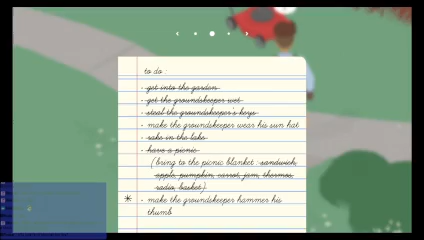 to do :
- get into the garden
- get the groundskeeper wet
- steal the groundskeeper's keys
- make the groundskeeper wear his sun hat
- rake in the lake
- have a picnic
(bring to the picnic blanket : sandwich,
apple, pumpkin, carrot, jam, thermos,
radio, basket)
* - make the groundskeeper hammer his
thumb